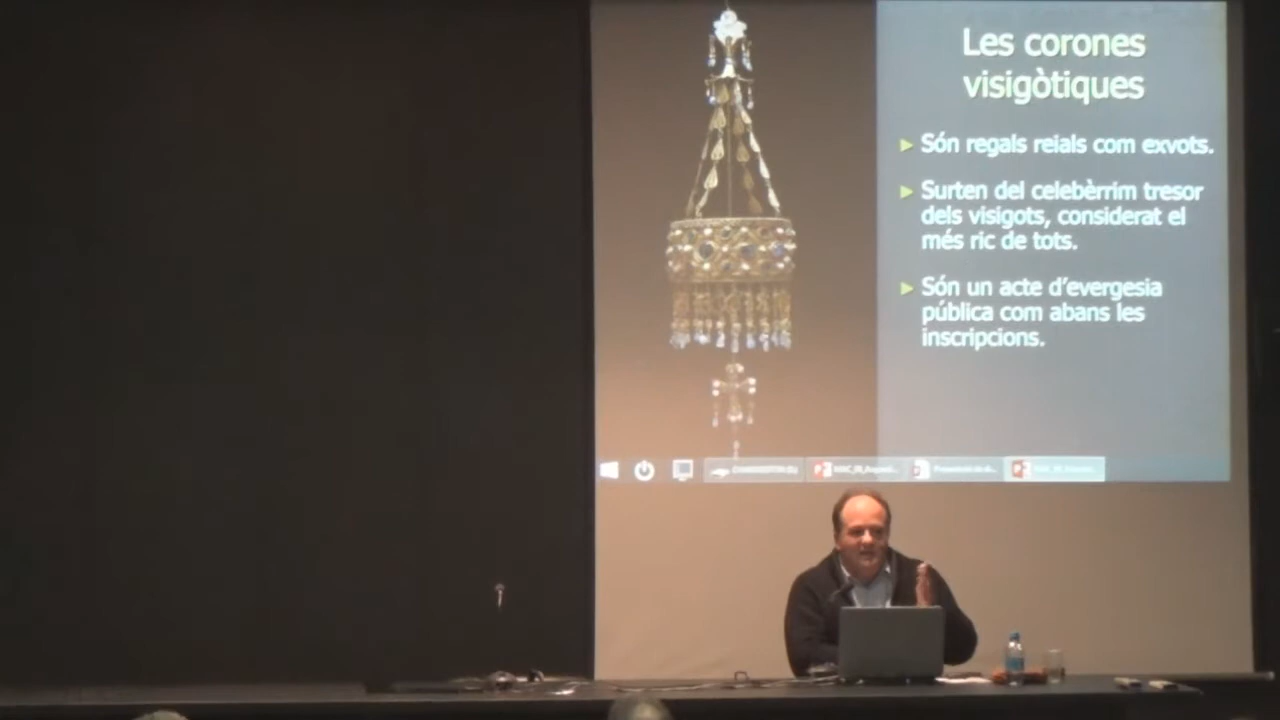 Les corones
visigòtiques
► Són regals reials com exvots.
► Surten del celebèrrim tresor
dels visigots, considerat el
més ric de tots.
► Són un acte d'evergesia
pública com abans les
inscripcions.